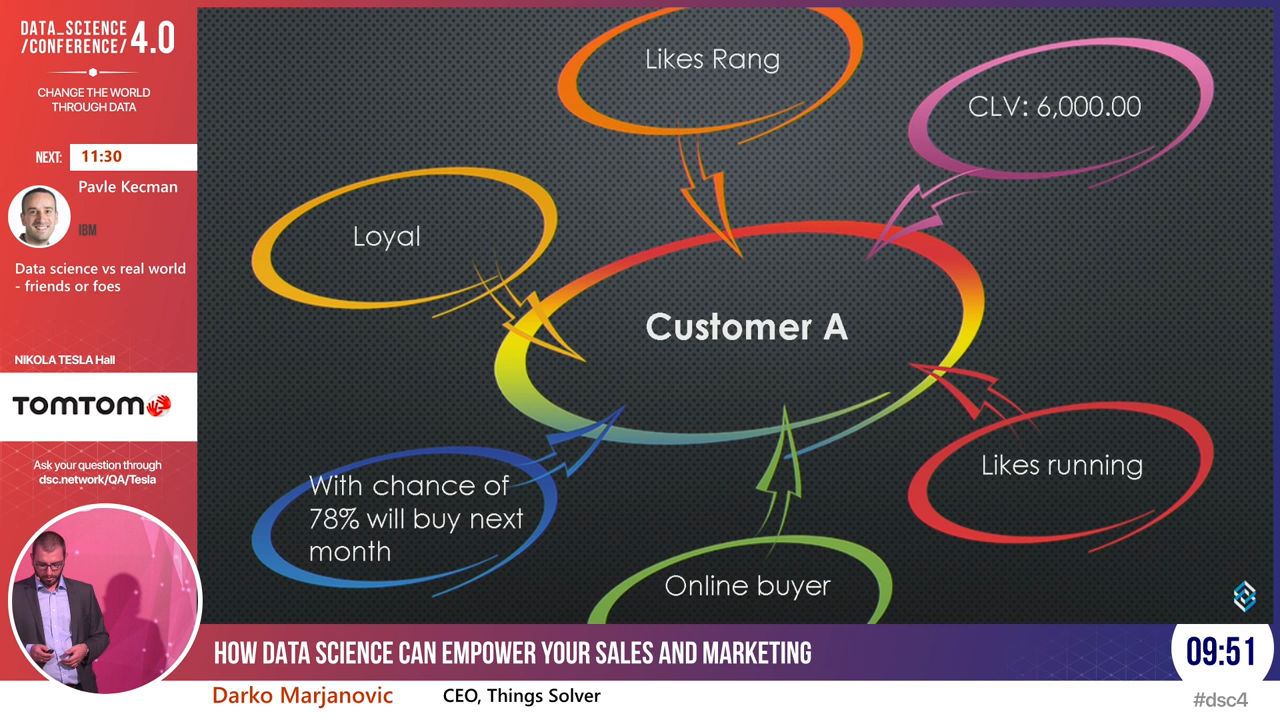 DATA_SCIENCE
/CONFERENCE/ 4.0
CHANGE THE WORLD
THROUGH DATA
NEXT: 11:30
Pavle Kecman
IBM
Data science vs real world
- friends or foes
NIKOLA TESLA Hall
TOMTOM
Ask your question through
dsc.network/QA/Tesla
Likes Rang
CLV: 6,000.00
Loyal
Customer A
Likes running
With chance of
78% will buy next
month
Online buyer
HOW DATA SCIENCE CAN EMPOWER YOUR SALES AND MARKETING
09:51
Darko Marjanovic CEO, Things Solver
#dsc4